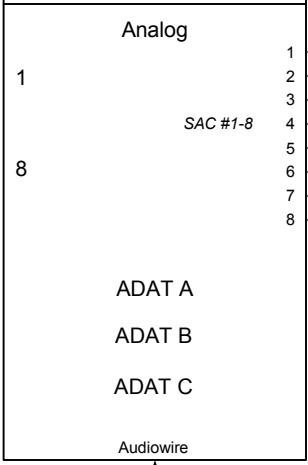 Analog
1
1
2
3
SAC #1-8
4
5
8
6
7
8
ADAT A
ADAT B
ADAT C
Audiowire